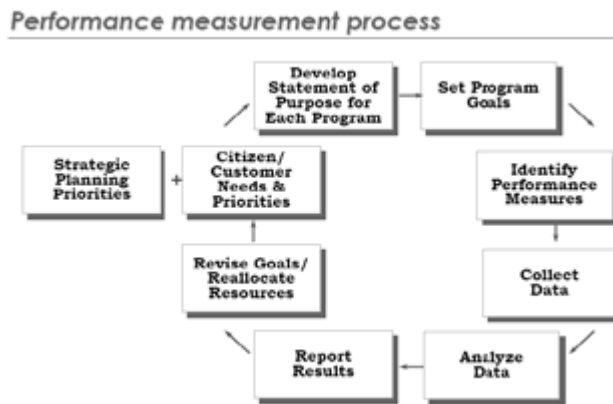 Performance measurement process
Develop
Statement of
Purpose for
Each Program
Set Program
Goals
Strategic
Planning
Priorities
+
Citizen/
Customer
Needs &
Priorities
Identify
Performance
Measures
Revise Goals/
Reallocate
Resources
Collect
Data
Report
Results
Analyze
Data